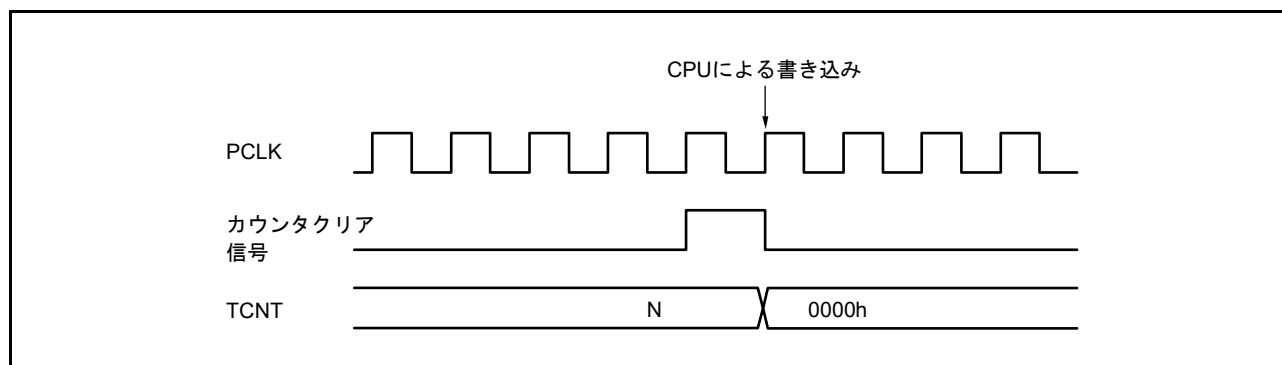 CPUによる書き込み
PCLK
カウンタクリア
信号
TCNT
N
0000h